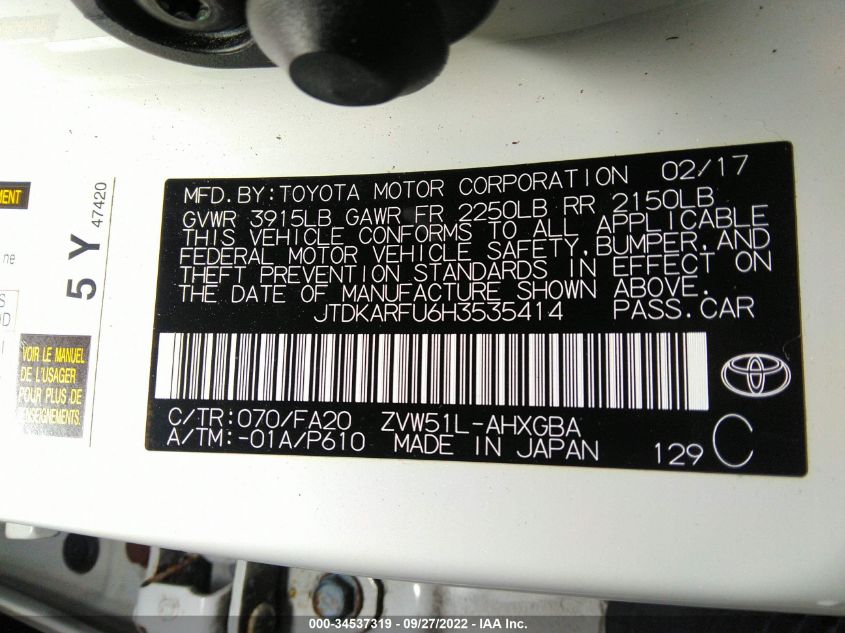 MENT
5 Y 47420
ne
S
D
VOIR LE MANUEL
DE L'USAGER
POUR PLUS DE
RENSEIGNEMENTS
MFD.BY:TOYOTA MOTOR CORPORATION 02/17
GVWR 3915LB GAWR FR 2250LB RR 2150LB
THIS VEHICLE CONFORMS TO ALL APPLICABLE
FEDERAL MOTOR VEHICLE SAFETY,BUMPER,AND
THEFT PREVENTION STANDARDS IN EFFECT ON
THE DATE OF MANUFACTURE SHOWN ABOVE.
JTDKARFU6H3535414 PASS.CAR
C/TR:070/FA20 ZVW51L-AHXGBA
A/TM:-01A/P610 MADE IN JAPAN 129 C
000-34537319 / 09/27/2022 - IAA Inc.